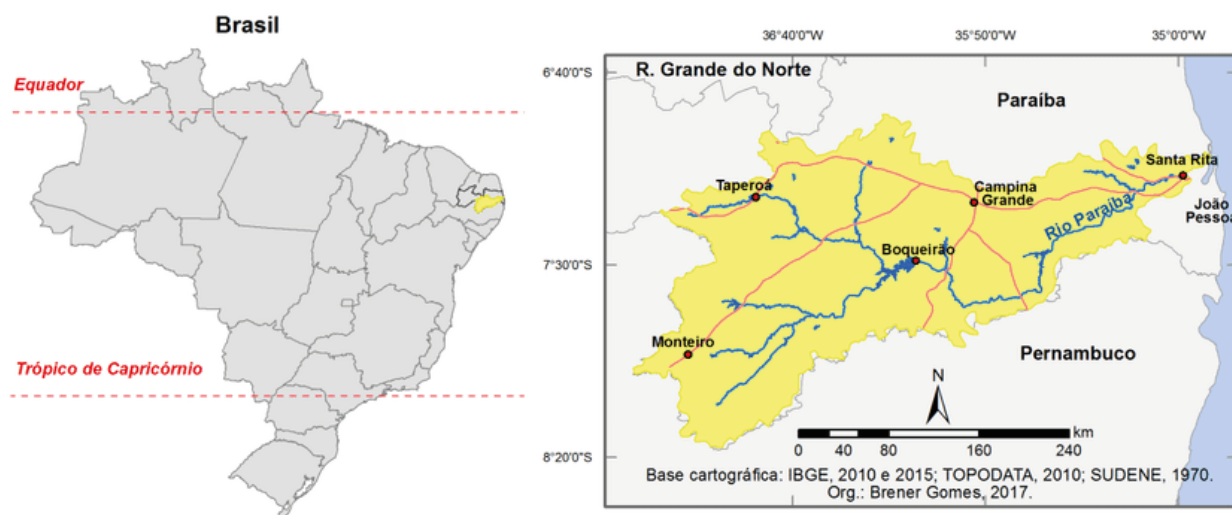 Brasil
Equador
Trópico de Capricórnio
36°40'0"W
35°50'0"W
35°0'0"W
6°40'0"S
7°30'0"S
8°20'0"S
R. Grande do Norte
Paraíba
Santa Rita
Taperoá
Campina
Grande
Rio Paraíba
João
Pessoa
Boqueirão
Monteiro
Pernambuco
N
km
0 40 80 160 240
Base cartográfica: IBGE, 2010 e 2015; TOPODATA, 2010; SUDENE, 1970.
Org.: Brener Gomes, 2017.